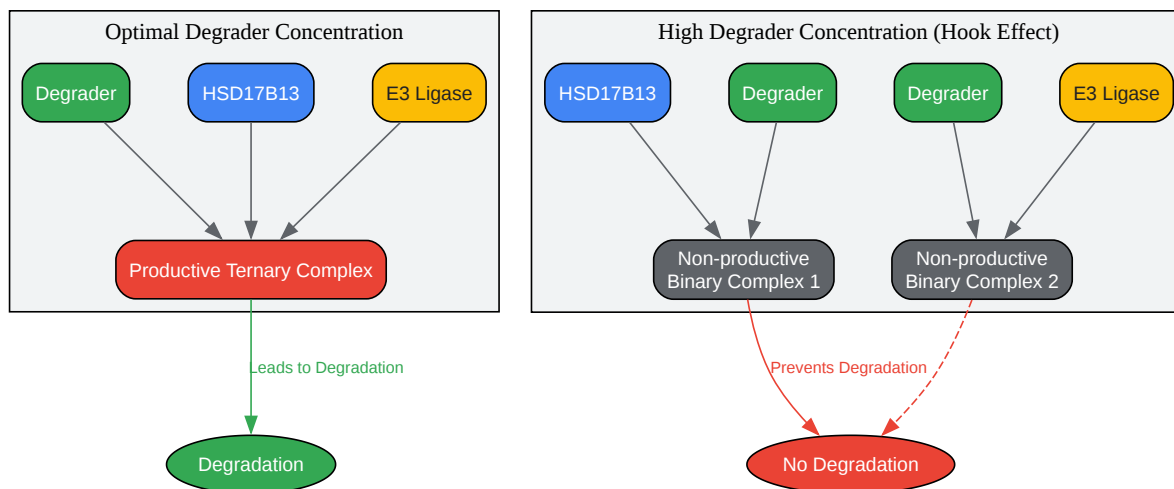 Optimal Degrader Concentration
Degrader
HSD17B13
E3 Ligase
Productive Ternary Complex
Leads to Degradation
Degradation
High Degrader Concentration (Hook Effect)
HSD17B13
Degrader
Degrader
E3 Ligase
Non-productive
Binary Complex 1
Non-productive
Binary Complex 2
Prevents Degradation
No Degradation